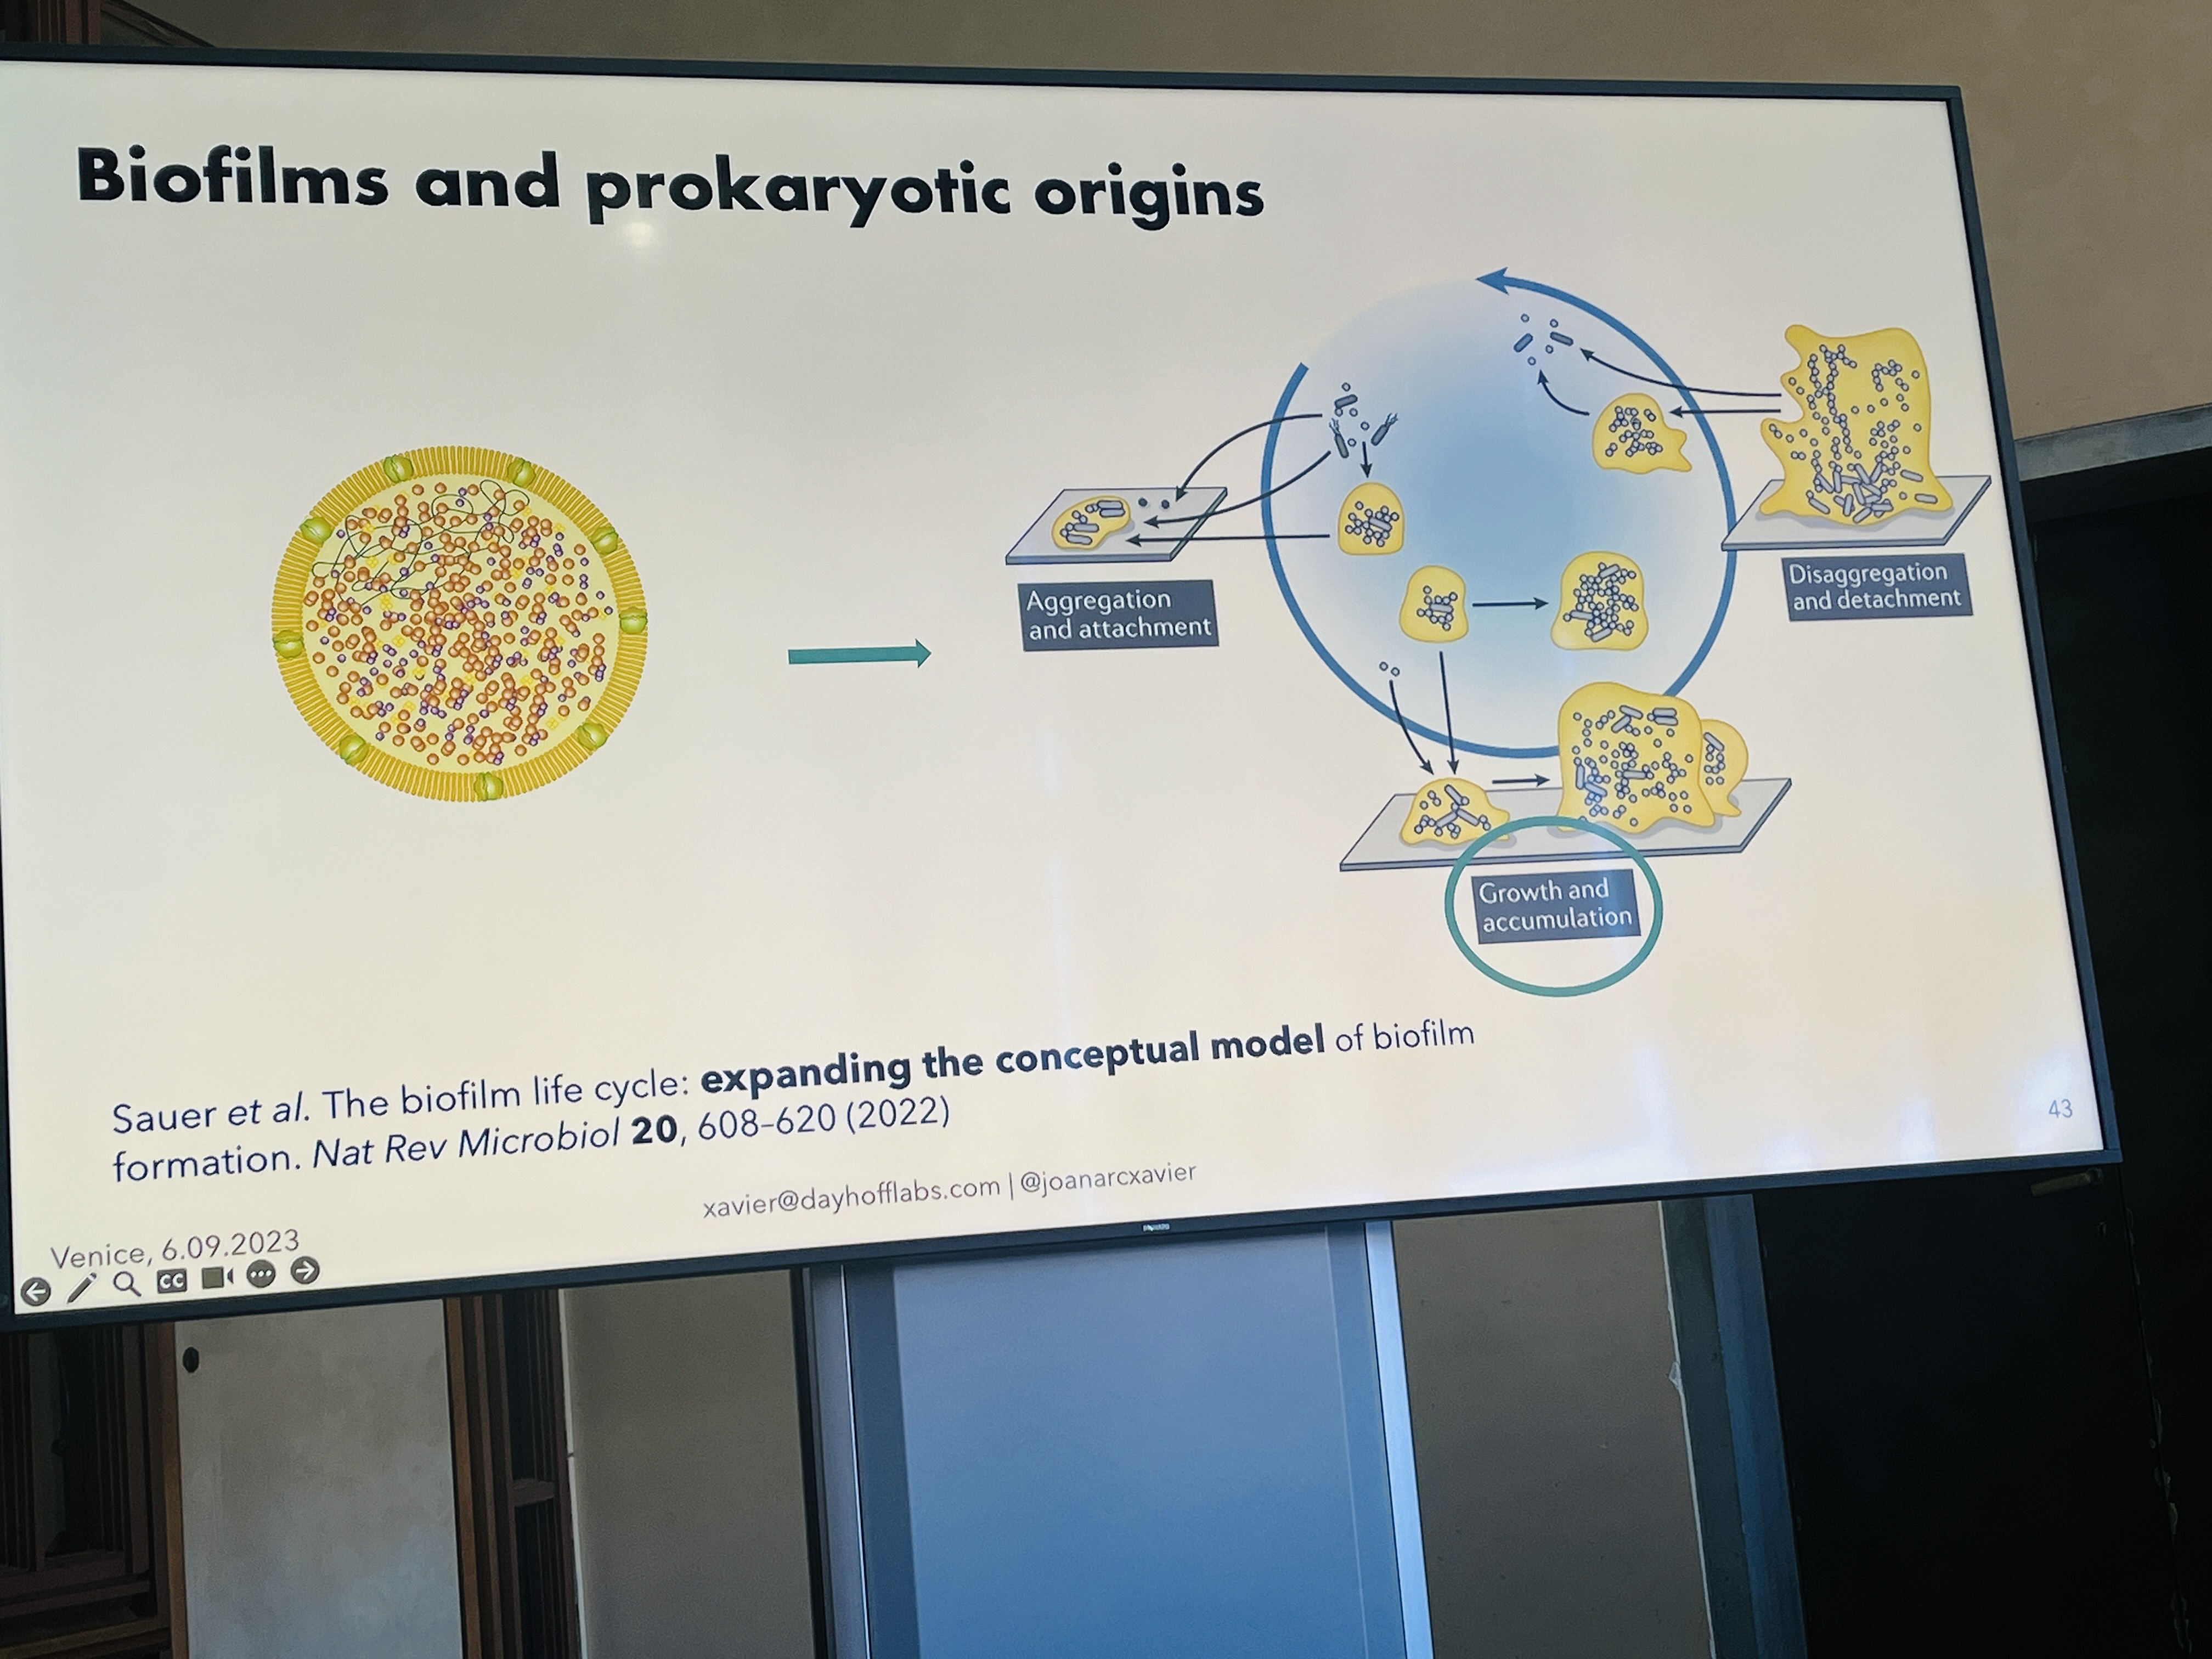 Biofilms and prokaryotic origins
Aggregation
and attachment
Disaggregation
and detachment
Growth and
accumulation
Sauer et al. The biofilm life cycle: expanding the conceptual model of biofilm
formation. Nat Rev Microbiol 20, 608–620 (2022)
43
xavier@dayhofflabs.com | @joanarcxavier
Venice, 6.09.2023
CC